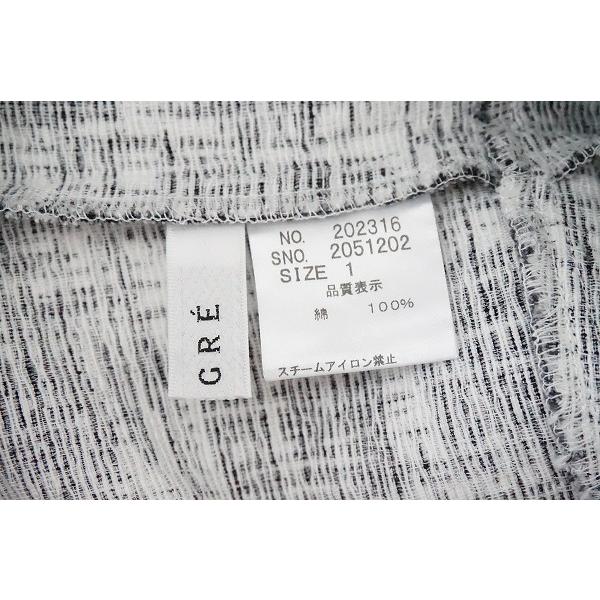 GRÉ
NO. 202316
SNO. 2051202
SIZE 1
品質表示
綿 100%
スチームアイロン禁止